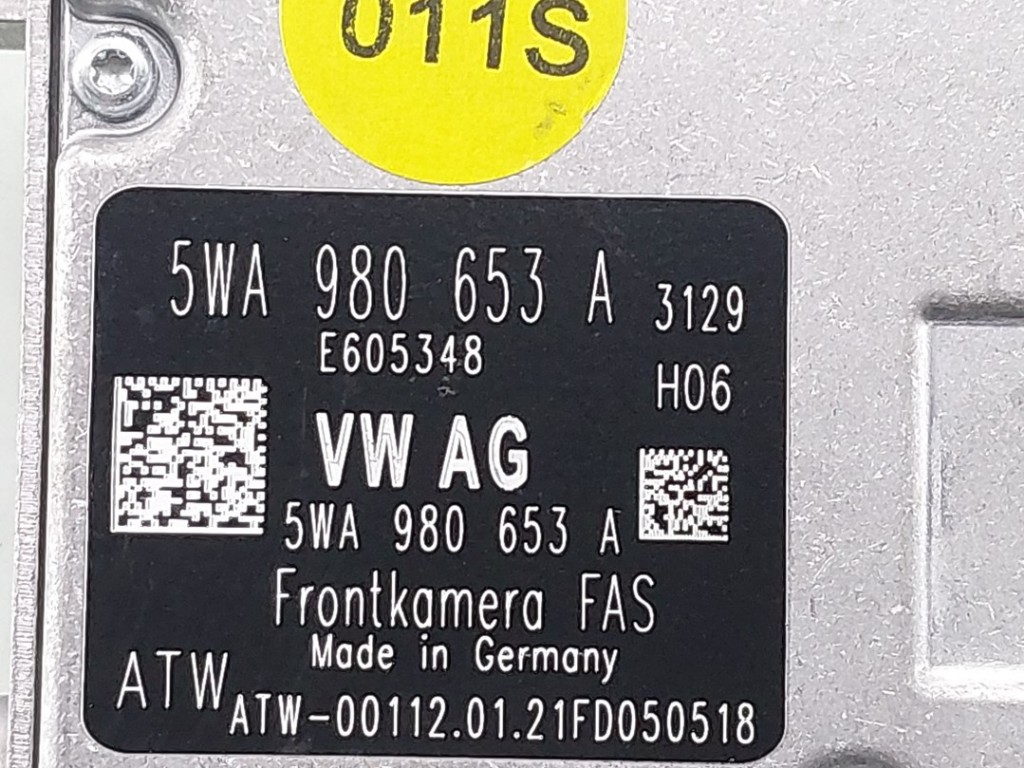 011S
5WA 980 653 A 3129
E605348
H06
VW AG
5WA 980 653 A
Frontkamera FAS
Made in Germany
ATW
ATW-00112.01.21FD050518